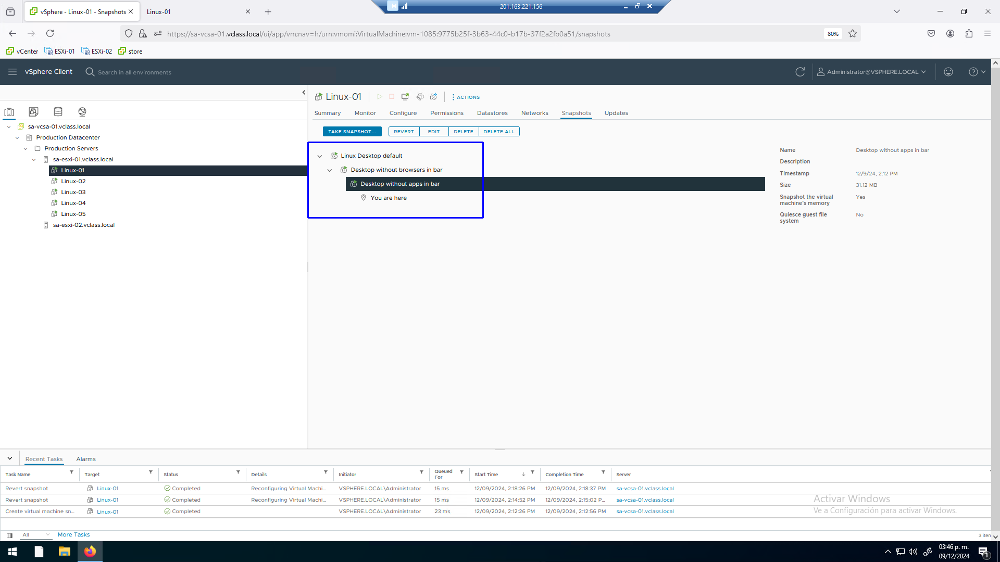 vSphere - Linux-01 - Snapshots
Linux-01
201.163.221.156
https://sa-vcsa-01.vclass.local/ui/app/vm;nav=h/urn:vmomi:VirtualMachine:vm-1085:9775b25f-3b63-44c0-b17b-37f2a2fb0a51/snapshots
80%
vCenter
ESXi-01
ESXi-02
store
vSphere Client
Search in all environments
Administrator@VSPHERE.LOCAL
sa-vcsa-01.vclass.local
Production Datacenter
Production Servers
sa-esxi-01.vclass.local
Linux-01
Linux-02
Linux-03
Linux-04
Linux-05
sa-esxi-02.vclass.local
Linux-01
ACTIONS
Summary
Monitor
Configure
Permissions
Datastores
Networks
Snapshots
Updates
TAKE SNAPSHOT...
REVERT
EDIT
DELETE
DELETE ALL
Linux Desktop default
Desktop without browsers in bar
Desktop without apps in bar
You are here
Name Desktop without apps in bar
Description
Timestamp 12/9/24, 2:12 PM
Size 31.12 MB
Snapshot the virtual machine's memory Yes
Quiesce guest file system No
Recent Tasks
Alarms
Task Name Target Status Details Initiator Queued For Start Time Completion Time Server
Revert snapshot Linux-01 Completed Reconfiguring Virtual Machi... VSPHERE.LOCAL\Administrator 15 ms 12/09/2024, 2:18:26 PM 12/09/2024, 2:18:37 PM sa-vcsa-01.vclass.local
Revert snapshot Linux-01 Completed Reconfiguring Virtual Machi... VSPHERE.LOCAL\Administrator 15 ms 12/09/2024, 2:14:52 PM 12/09/2024, 2:15:02 P... sa-vcsa-01.vclass.local
Create virtual machine sn... Linux-01 Completed VSPHERE.LOCAL\Administrator 23 ms 12/09/2024, 2:12:26 PM 12/09/2024, 2:12:56 PM sa-vcsa-01.vclass.local
Activar Windows
Ve a Configuración para activar Windows.
All
More Tasks
3 item
03:46 p. m.
09/12/2024
1